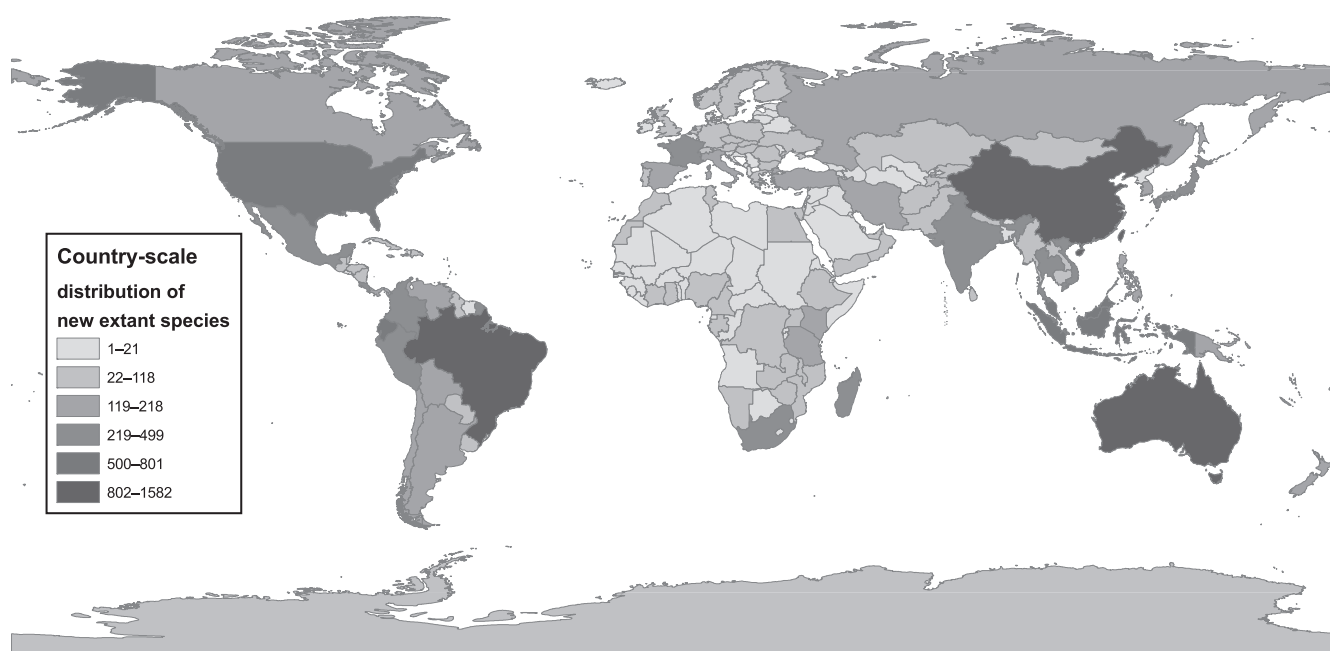 Country-scale
distribution of
new extant species
1–21
22–118
119–218
219–499
500–801
802–1582